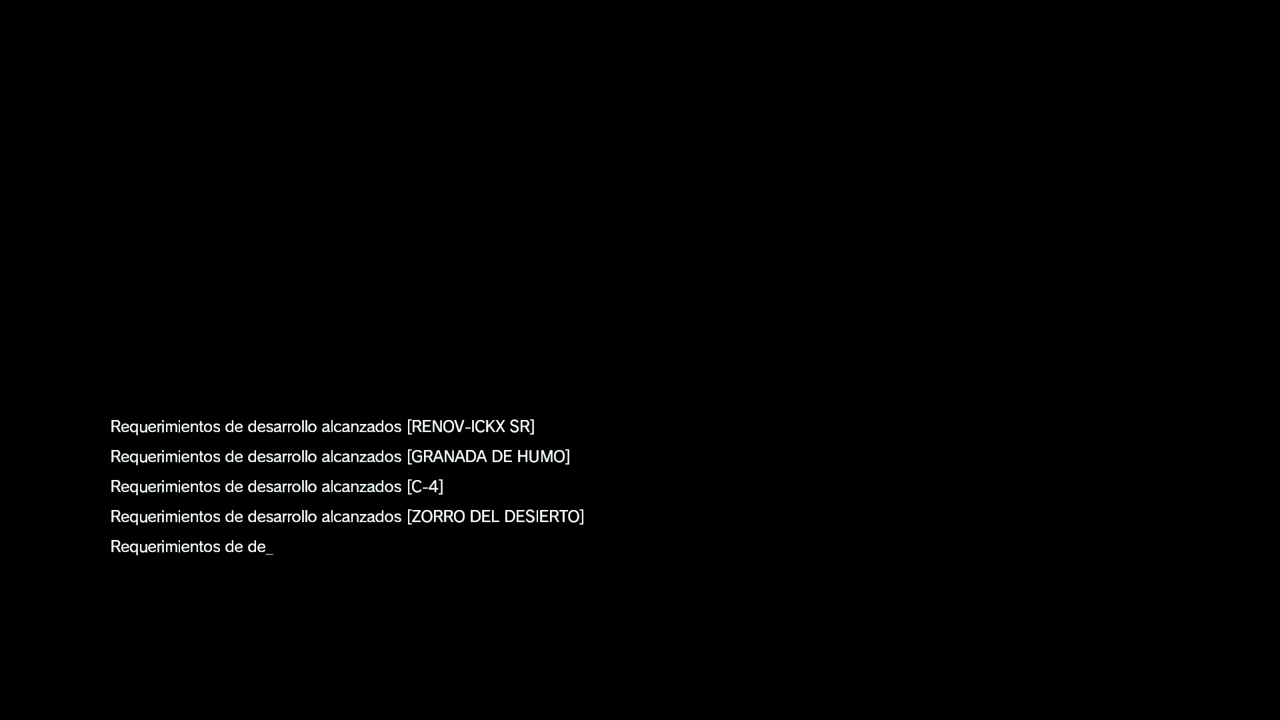 Requerimientos de desarrollo alcanzados [RENOV-ICKX SR]
Requerimientos de desarrollo alcanzados [GRANADA DE HUMO]
Requerimientos de desarrollo alcanzados [C-4]
Requerimientos de desarrollo alcanzados [ZORRO DEL DESIERTO]
Requerimientos de de_